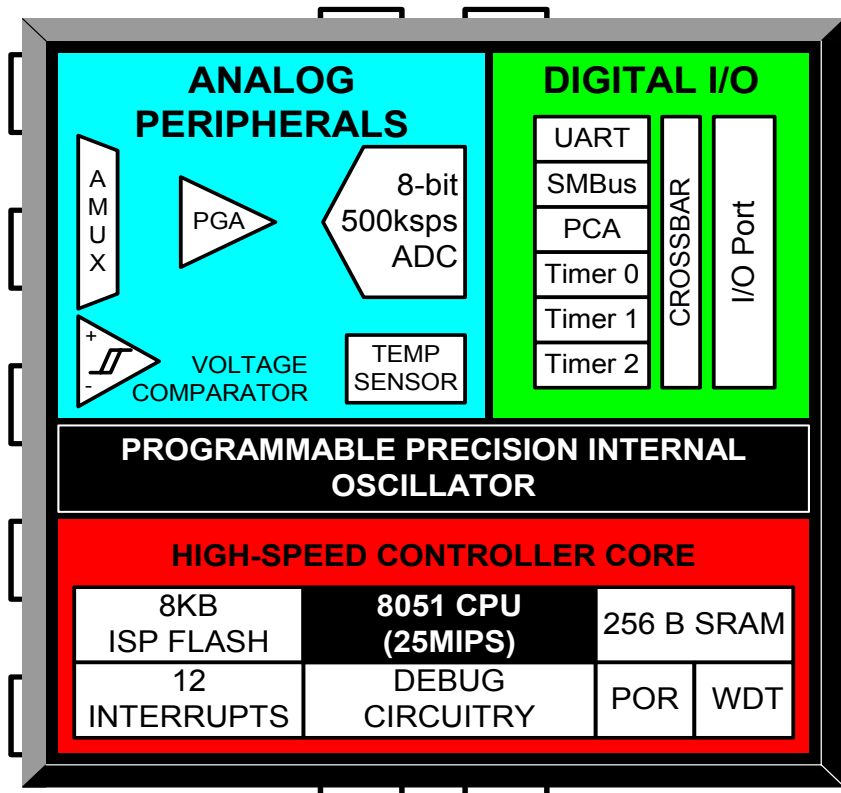 ANALOG
PERIPHERALS
A
M
U
X
PGA
8-bit
500ksps
ADC
+
-
VOLTAGE
COMPARATOR
TEMP
SENSOR
DIGITAL I/O
UART
SMBus
PCA
Timer 0
Timer 1
Timer 2
CROSSBAR
I/O Port
PROGRAMMABLE PRECISION INTERNAL
OSCILLATOR
HIGH-SPEED CONTROLLER CORE
8KB
ISP FLASH
8051 CPU
(25MIPS)
256 B SRAM
12
INTERRUPTS
DEBUG
CIRCUITRY
POR
WDT